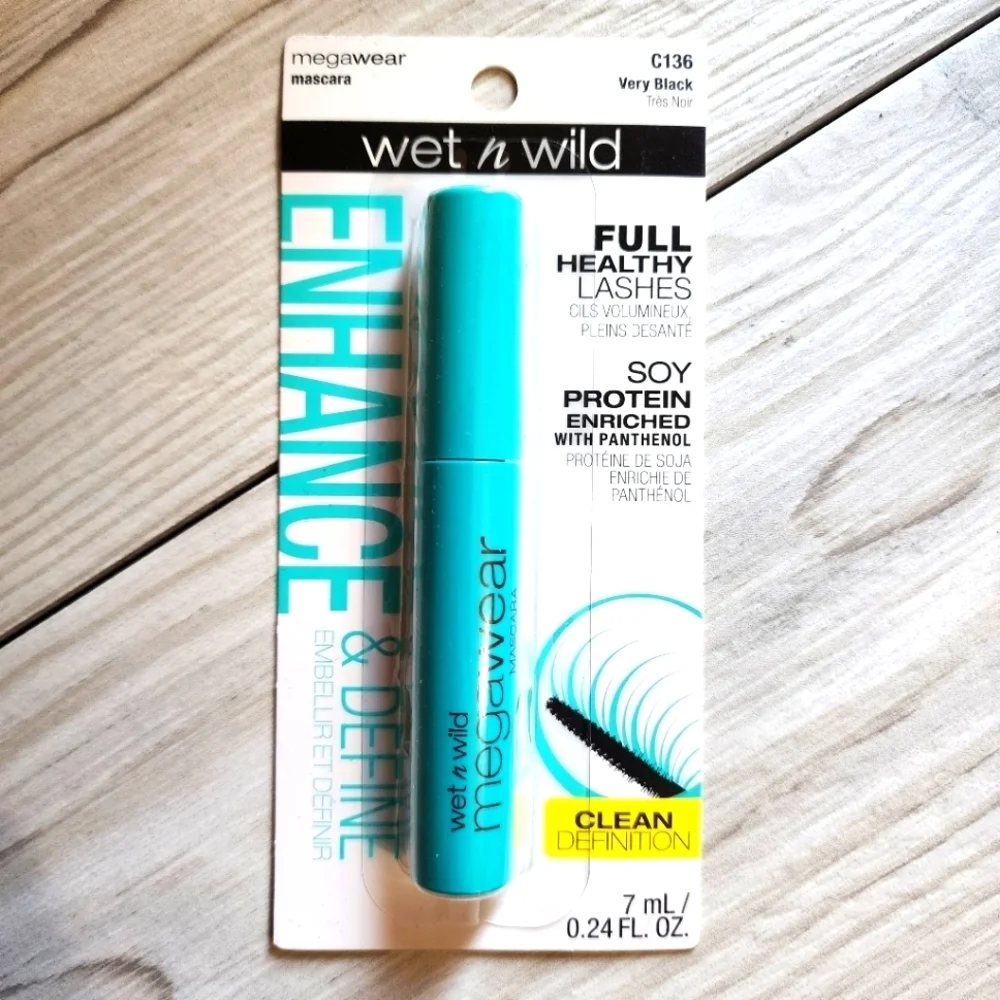 megawear
mascara
C136
Very Black
Très Noir
wet n wild
ENHANCE
& DEFINE
EMBELLIR ET DÉFINIR
FULL
HEALTHY
LASHES
CILS VOLUMINEUX,
PLEINS DE SANTÉ
SOY
PROTEIN
ENRICHED
WITH PANTHENOL
PROTÉINE DE SOJA
ENRICHIE DE
PANTHÉNOL
wet n wild
megawear
MASCARA
CLEAN
DEFINITION
7 mL /
0.24 FL. OZ.